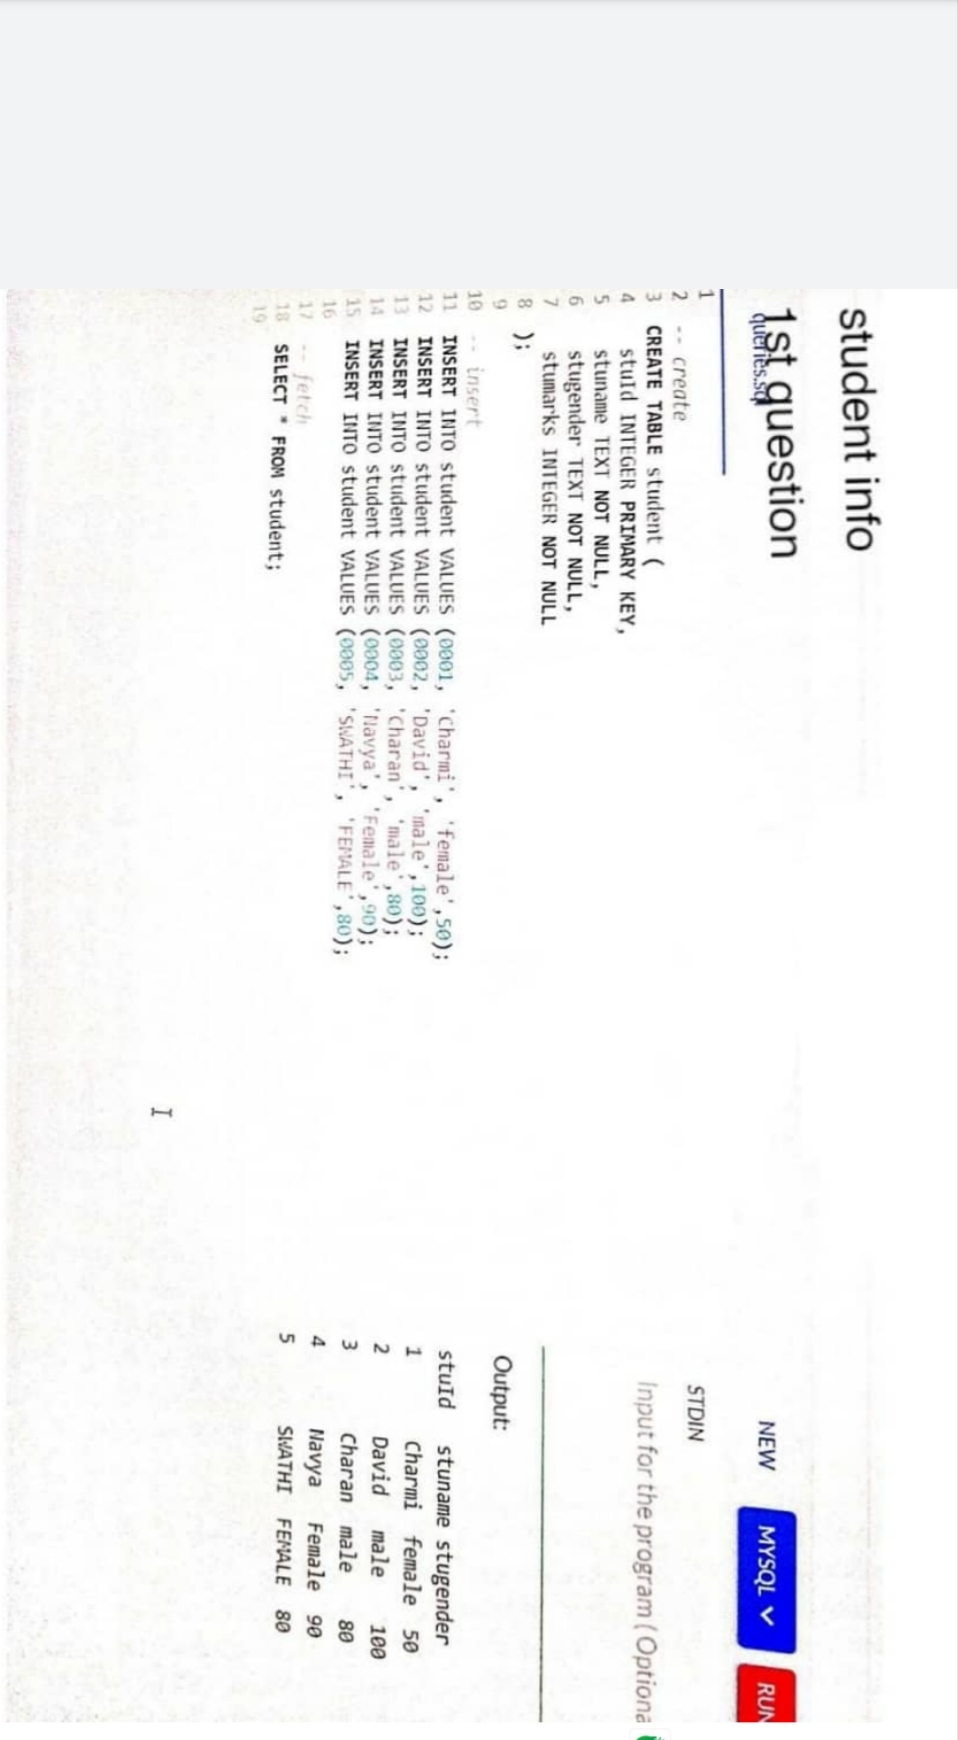 student info
1st question
queries.sql
NEW MYSQL RUN
1
2 -- create
3 CREATE TABLE student (
4 stuId INTEGER PRIMARY KEY,
5 stuname TEXT NOT NULL,
6 stugender TEXT NOT NULL,
7 stumarks INTEGER NOT NULL
8 );
9
10 -- insert
11 INSERT INTO student VALUES (0001, 'Charmi', 'female',50);
12 INSERT INTO student VALUES (0002, 'David', 'male',100);
13 INSERT INTO student VALUES (0003, 'Charan', 'male',80);
14 INSERT INTO student VALUES (0004, 'Navya', 'Female',90);
15 INSERT INTO student VALUES (0005, 'SWATHI', 'FEMALE',80);
16
17 -- fetch
18 SELECT * FROM student;
19
STDIN
Input for the program ( Optiona
Output:
stuId stuname stugender
1 Charmi female 50
2 David male 100
3 Charan male 80
4 Navya Female 90
5 SWATHI FEMALE 80